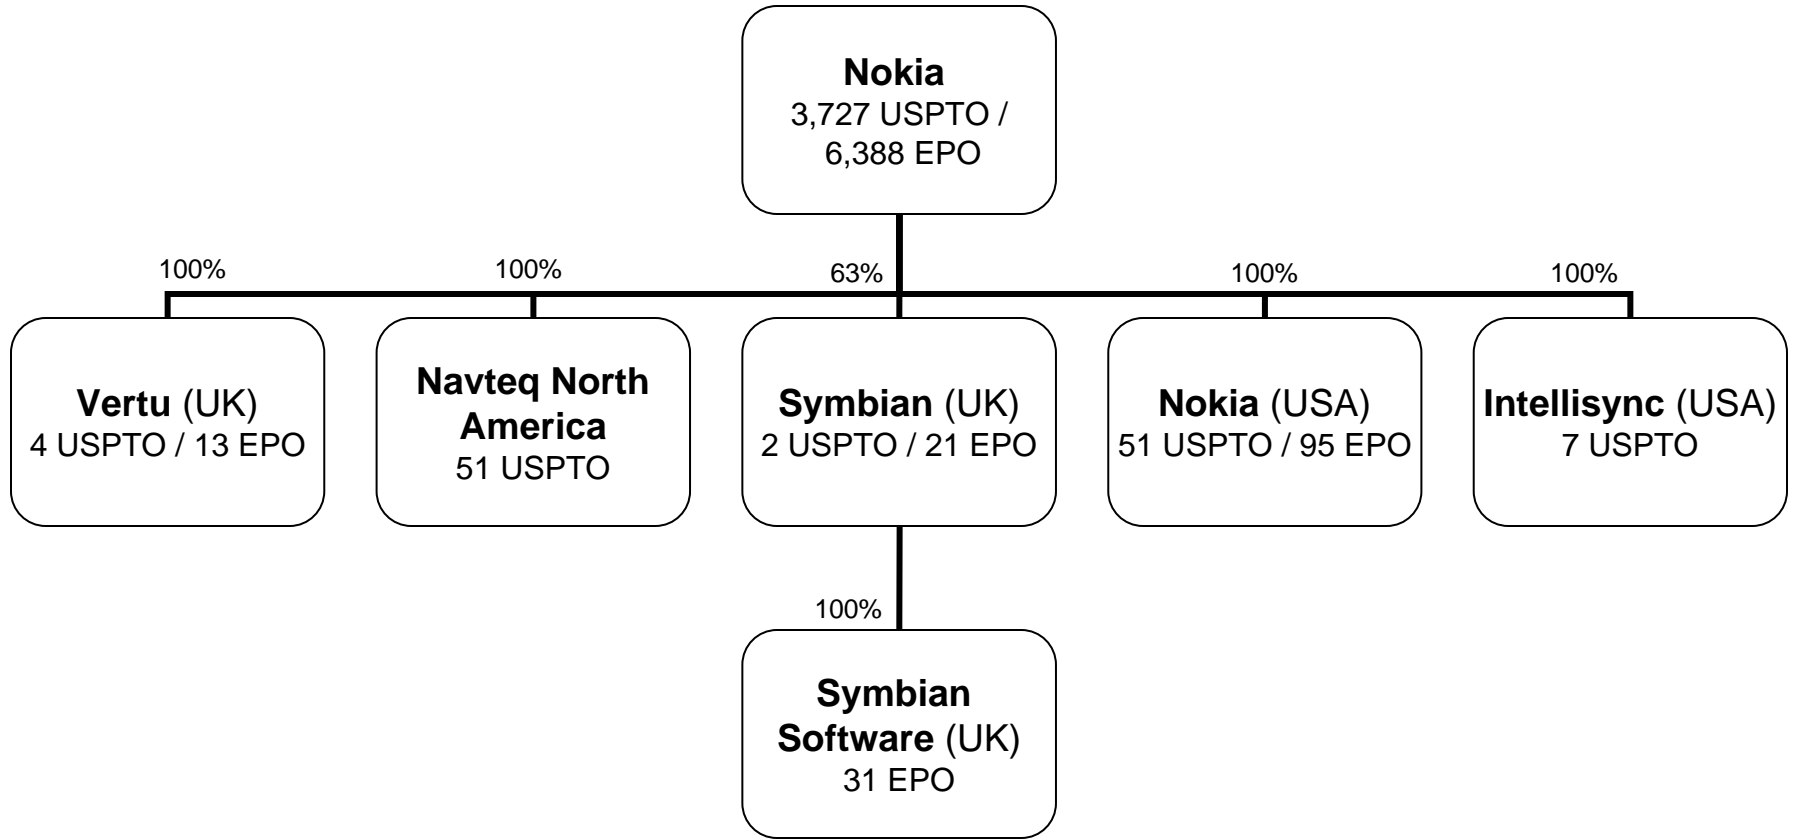 Nokia
3,727 USPTO /
6,388 EPO
100%
100%
63%
100%
100%
Vertu (UK)
4 USPTO / 13 EPO
Navteq North
America
51 USPTO
Symbian (UK)
2 USPTO / 21 EPO
Nokia (USA)
51 USPTO / 95 EPO
Intellisync (USA)
7 USPTO
100%
Symbian
Software (UK)
31 EPO